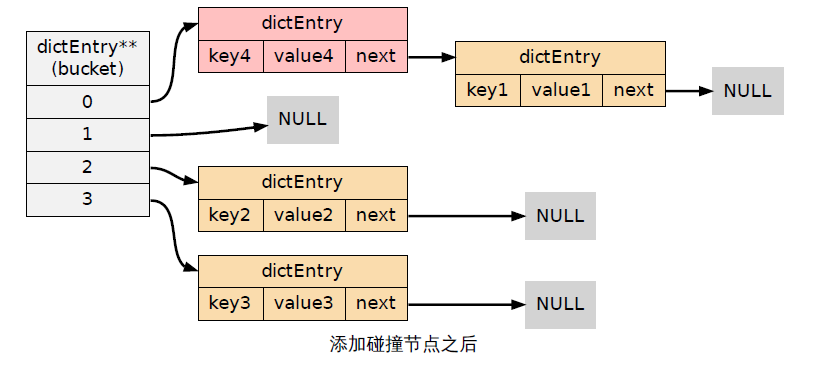 dictEntry**
(bucket)
0
1
2
3
dictEntry
key4 value4 next
dictEntry
key1 value1 next
NULL
NULL
dictEntry
key2 value2 next
NULL
dictEntry
key3 value3 next
NULL
添加碰撞节点之后